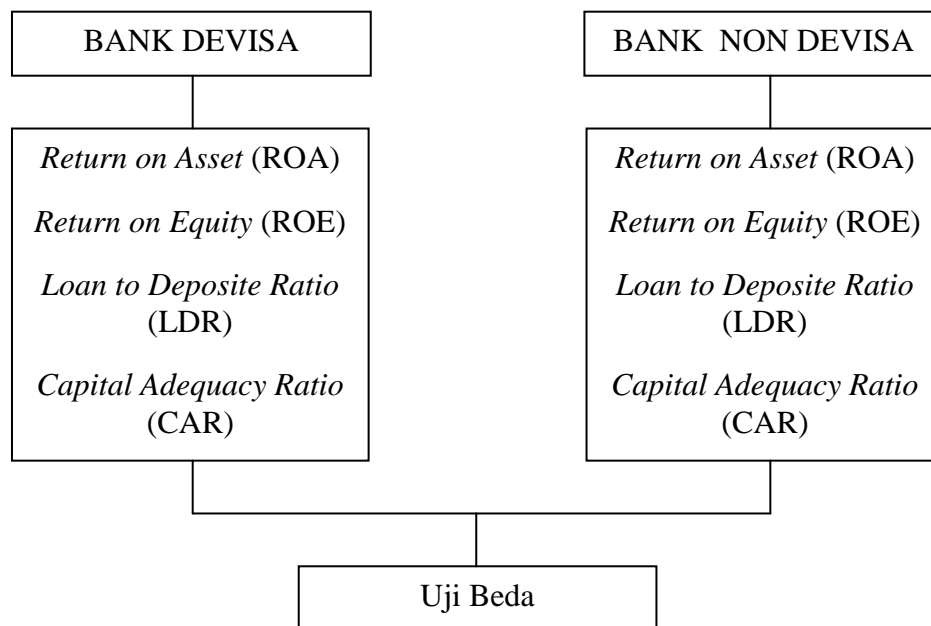 BANK DEVISA
BANK NON DEVISA
Return on Asset (ROA)
Return on Equity (ROE)
Loan to Deposite Ratio
(LDR)
Capital Adequacy Ratio
(CAR)
Return on Asset (ROA)
Return on Equity (ROE)
Loan to Deposite Ratio
(LDR)
Capital Adequacy Ratio
(CAR)
Uji Beda